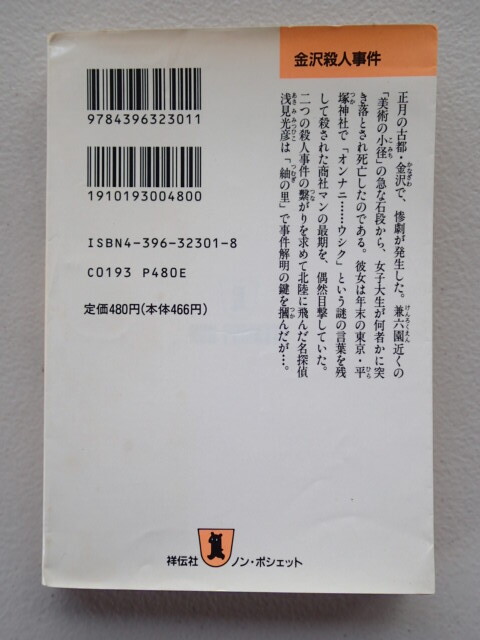 金沢殺人事件
正月の古都・金沢で、惨劇が発生した。兼六園近くの
「美術の小径」の急な石段から、女子大生が何者かに突
き落とされ死亡したのである。彼女は年末の東京・平
塚神社で「オンナニ……ウシク」という謎の言葉を残
して殺された商社マンの最期を、偶然目撃していた。
二つの殺人事件の繋がりを求めて北陸に飛んだ名探偵
浅見光彦は「紬の里」で事件解明の鍵を摑んだが…。
9784396323011
1910193004800
ISBN4-396-32301-8
C0193 P480E
定価480円(本体466円)
祥伝社 ノン・ポシェット